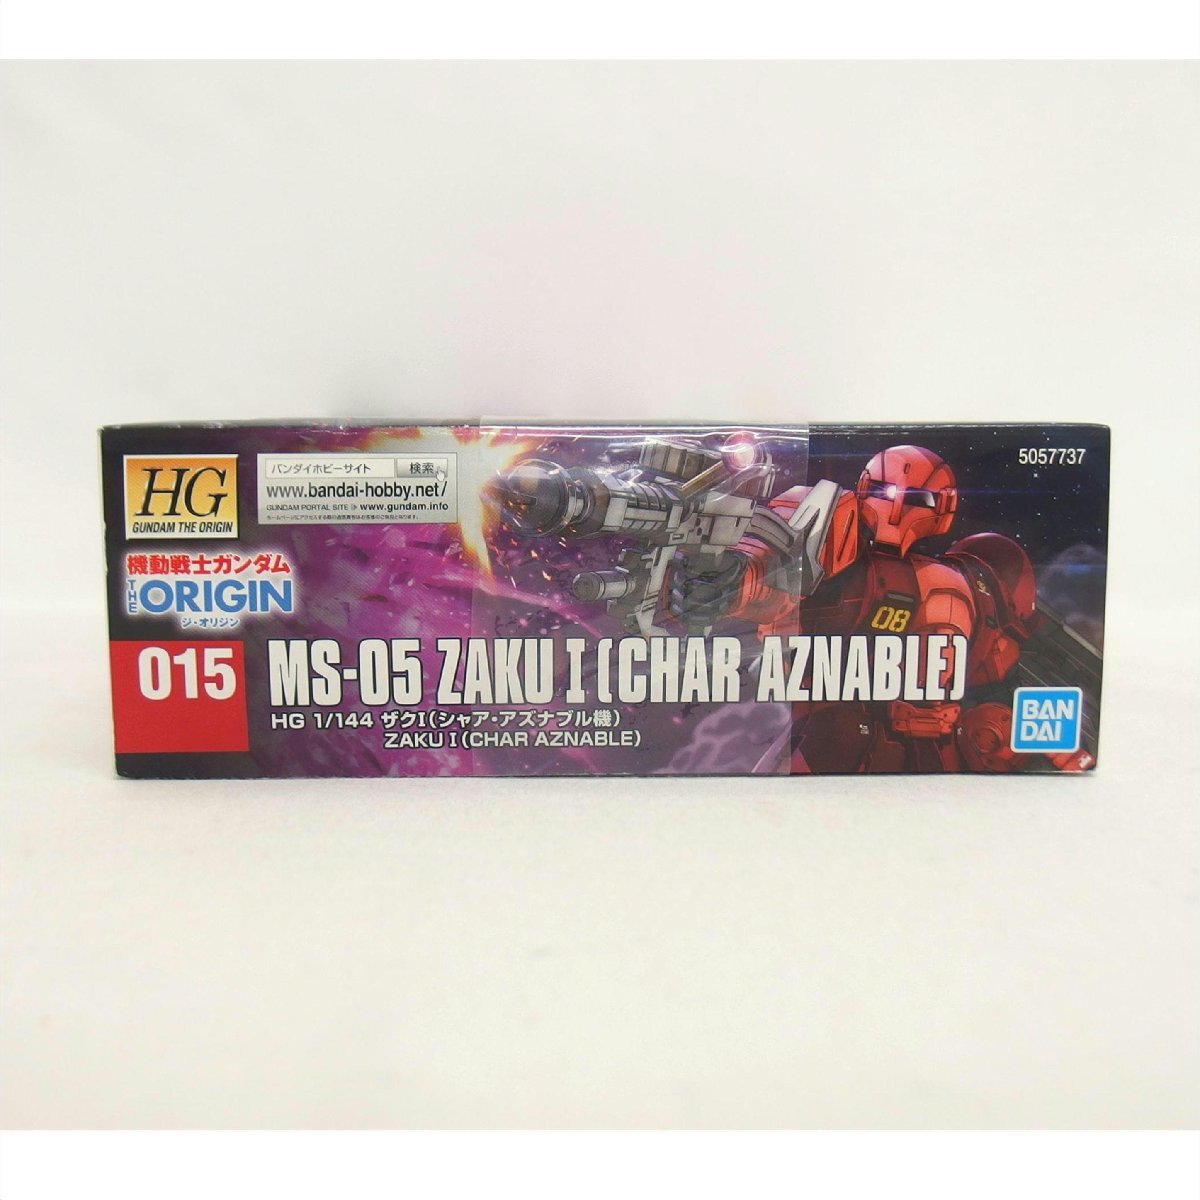 HG
GUNDAM THE ORIGIN
機動戦士ガンダム
THE ORIGIN
ジ・オリジン
015
バンダイホビーサイト 検索
www.bandai-hobby.net/
GUNDAM PORTAL SITE ▷ www.gundam.info
5057737
08
MS-05 ZAKU I (CHAR AZNABLE)
HG 1/144 ザクI(シャア・アズナブル機)
ZAKU I (CHAR AZNABLE)
BAN
DAI